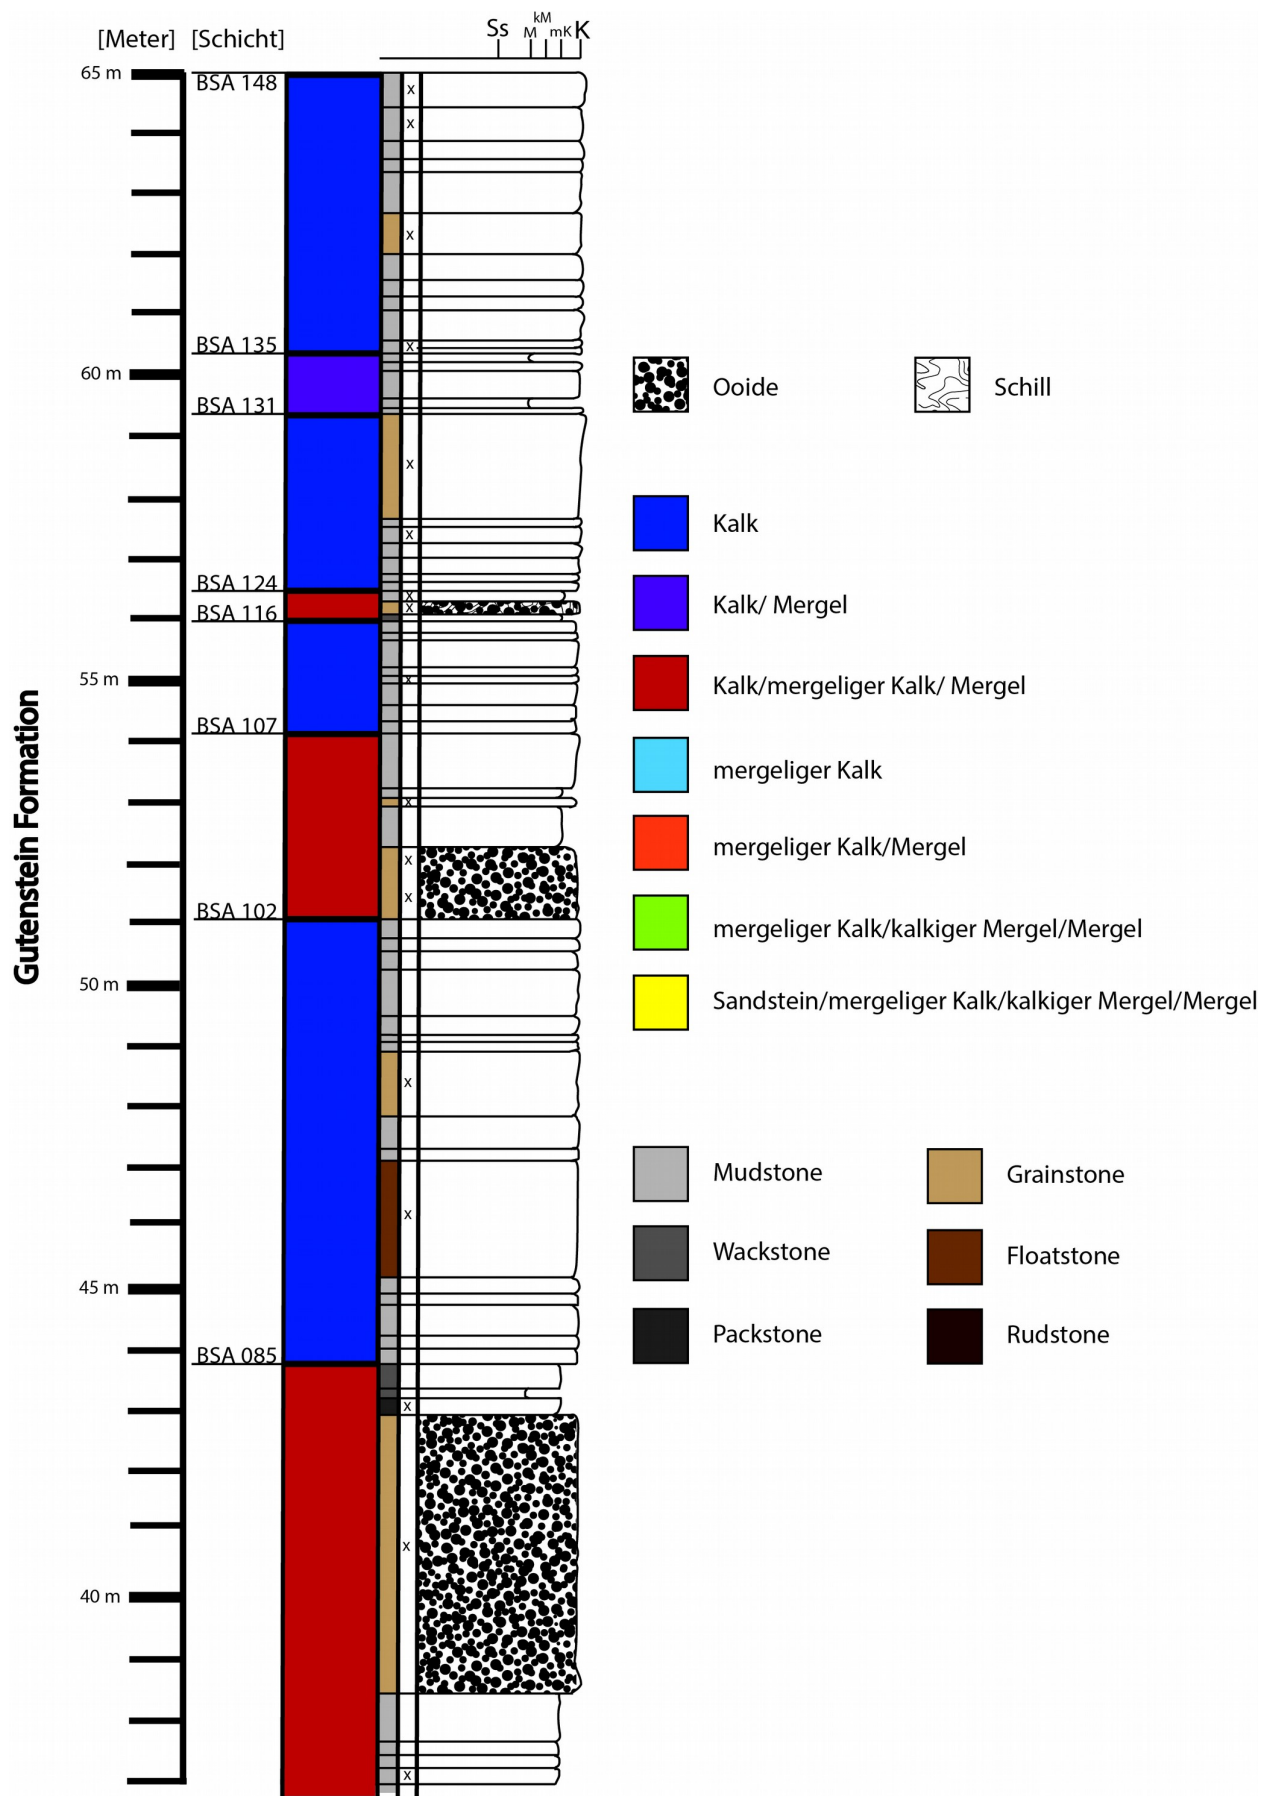 [Meter] [Schicht] Ss M kM mK K
65 m
BSA 148
x
x
x
BSA 135
x
60 m
BSA 131
x
x
BSA 124
x
BSA 116
x
55 m
x
BSA 107
x
x
x
BSA 102
50 m
x
x
45 m
BSA 085
x
x
40 m
x
Gutenstein Formation
Ooide
Schill
Kalk
Kalk/ Mergel
Kalk/mergeliger Kalk/ Mergel
mergeliger Kalk
mergeliger Kalk/Mergel
mergeliger Kalk/kalkiger Mergel/Mergel
Sandstein/mergeliger Kalk/kalkiger Mergel/Mergel
Mudstone
Grainstone
Wackstone
Floatstone
Packstone
Rudstone